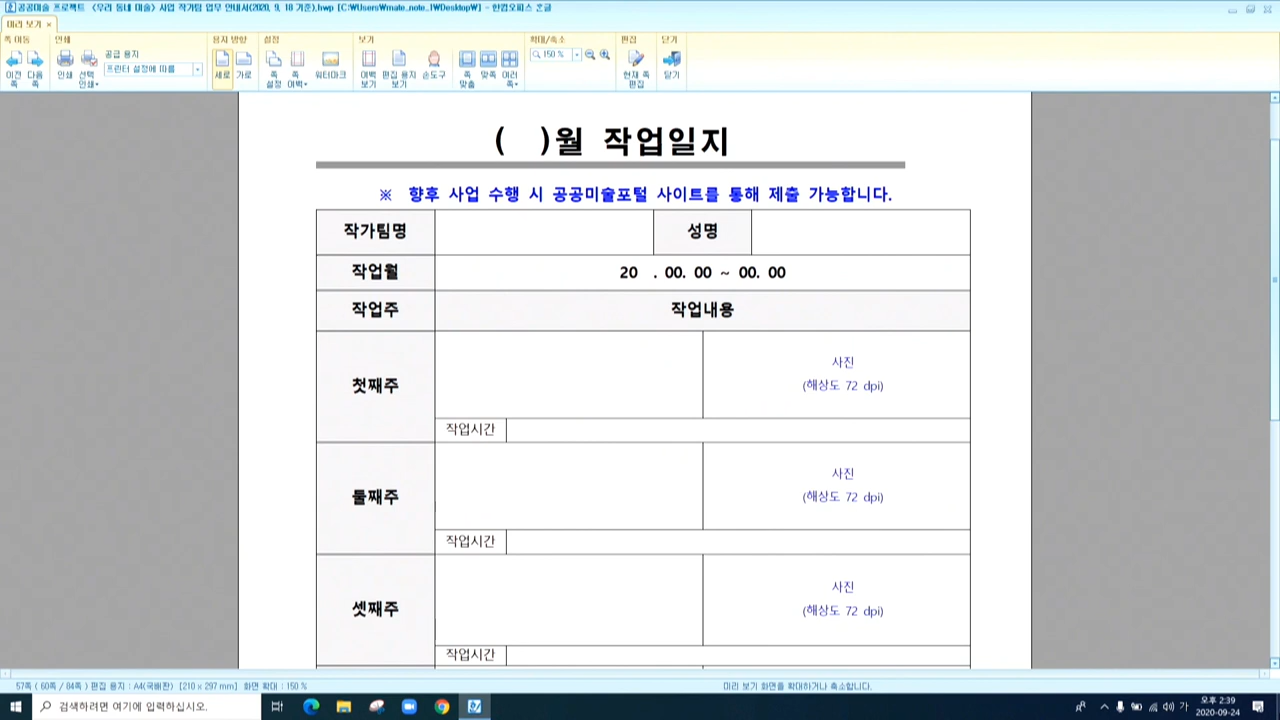 공공미술 프로젝트 《우리 동네 미술》 사업 작가팀 업무 안내서(2020. 9. 18 기준).hwp [C:₩Users₩mate_note_1₩Desktop₩] - 한컴오피스 한글
미리 보기 ×
쪽 이동 인쇄 용지 방향 설정 보기 확대/축소 편집 닫기
이전 쪽 다음 쪽 인쇄 선택 인쇄 공급 용지 프린터 설정에 따름 세로 가로 쪽 설정 쪽 여백 워터마크 여백 보기 편집 용지 보기 손도구 쪽 맞춤 맞쪽 여러 쪽 150 % 현재 쪽 편집 닫기
( )월 작업일지
※ 향후 사업 수행 시 공공미술포털 사이트를 통해 제출 가능합니다.
작가팀명 성명
작업월 20 . 00. 00 ~ 00. 00
작업주 작업내용
첫째주 사진
(해상도 72 dpi)
작업시간
둘째주 사진
(해상도 72 dpi)
작업시간
셋째주 사진
(해상도 72 dpi)
작업시간
57쪽 ( 60쪽 / 84쪽 ) 편집 용지 : A4(국배판) [210 x 297 mm] 화면 확대 : 150 % 미리 보기 화면을 확대하거나 축소합니다.
검색하려면 여기에 입력하십시오. 가 오후 2:39
2020-09-24